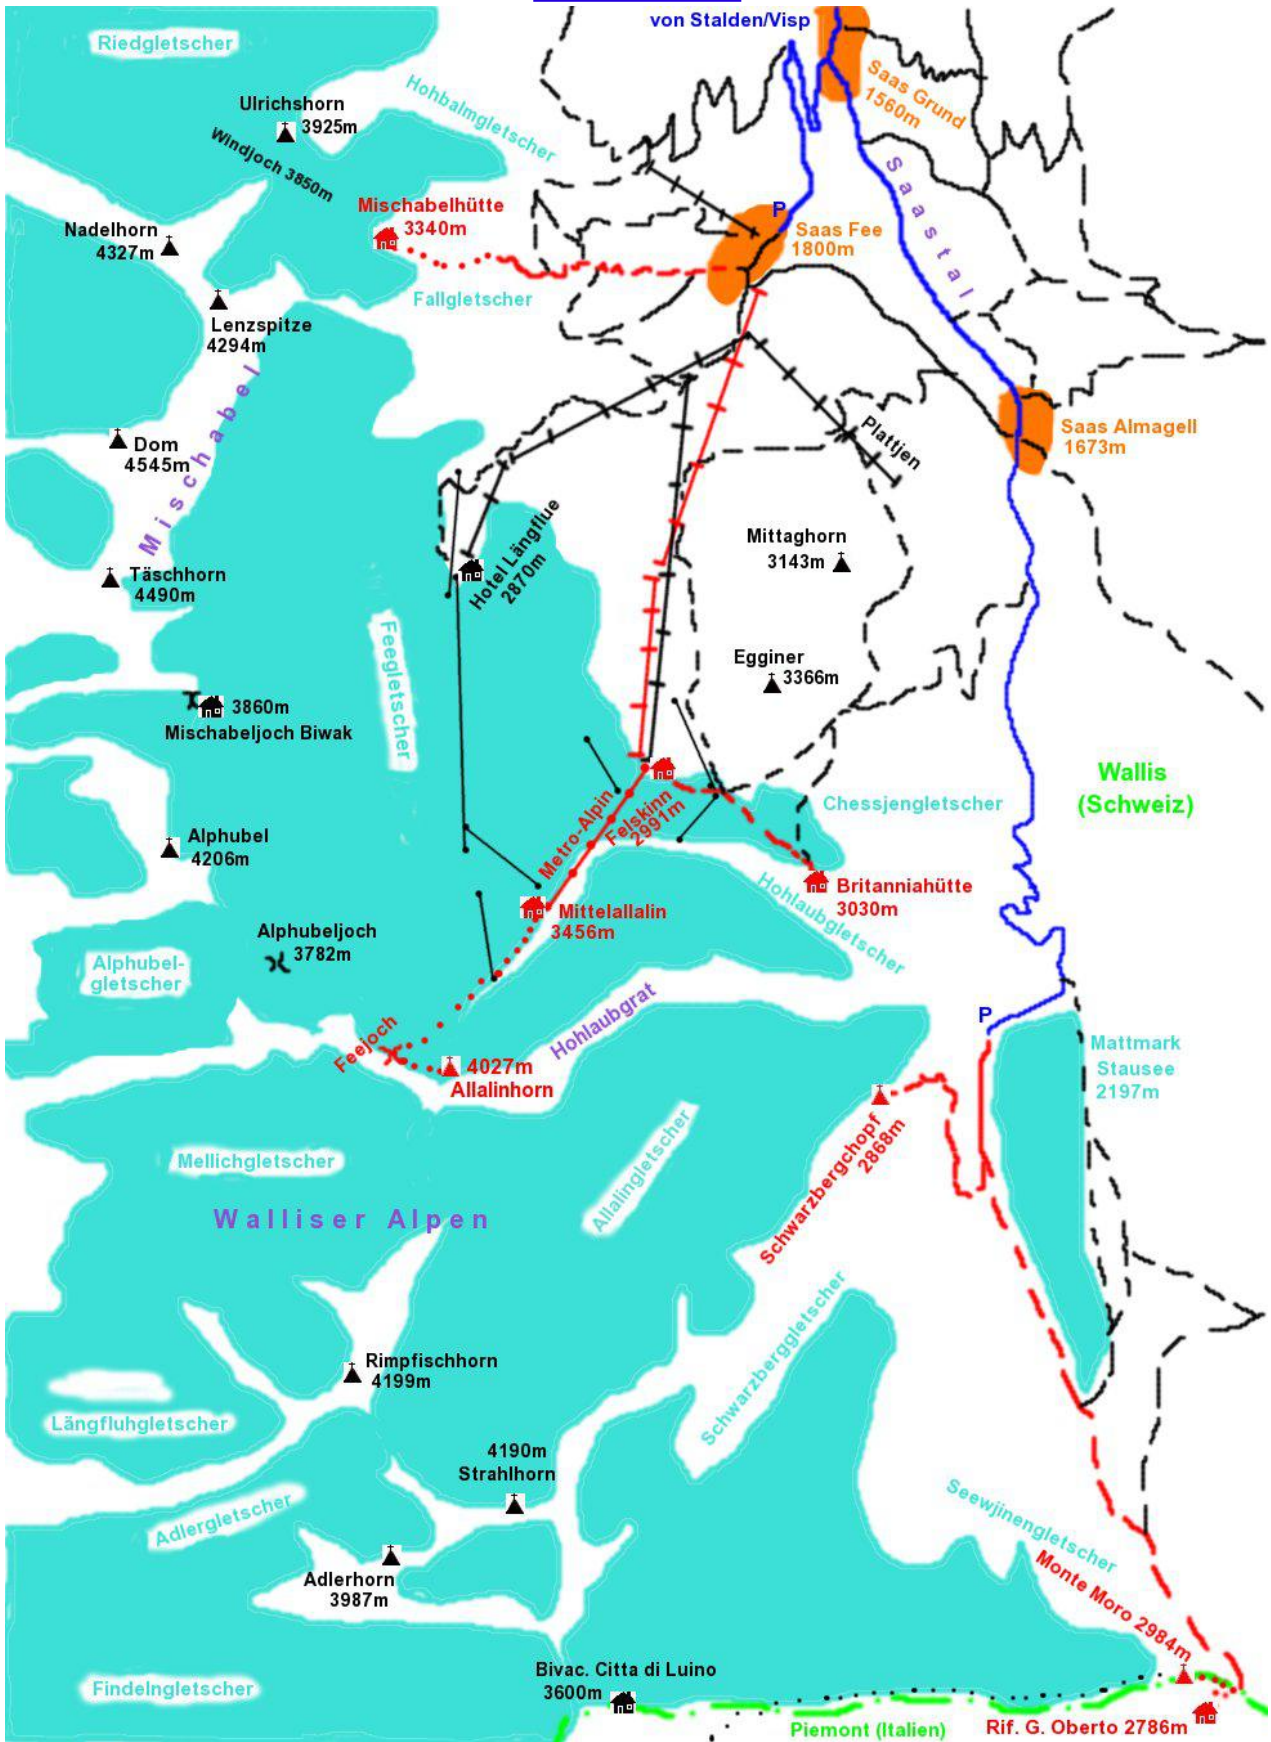 von Stalden/Visp
Riedgletscher
Saas Grund
1560m
Hohbalmgletscher
Ulrichshorn
3925m
Windjoch 3850m
Saastal
Mischabelhütte
3340m
P
Saas Fee
1800m
Nadelhorn
4327m
Fallgletscher
Lenzspitze
4294m
Mischabel
Dom
4545m
Plattjen
Saas Almagell
1673m
Hotel Längflue
2870m
Mittaghorn
3143m
Täschhorn
4490m
Feegletscher
Egginer
3366m
3860m
Mischabeljoch Biwak
Wallis
(Schweiz)
Metro-Alpin
Felskinn
2991m
Chessjengletscher
Alphubel
4206m
Britanniahütte
3030m
Hohlaubgletscher
Mittelallalin
3456m
Alphubeljoch
3782m
Alphubel-
gletscher
Hohlaubgrat
P
Feejoch
Mattmark
Stausee
2197m
4027m
Allalinhorn
Mellichgletscher
Allalingletscher
Schwarzbergchopf
2868m
Walliser Alpen
Schwarzberggletscher
Rimpfischhorn
4199m
Längfluhgletscher
4190m
Strahlhorn
Adlergletscher
Seewjinengletscher
Adlerhorn
3987m
Monte Moro 2984m
Bivac. Citta di Luino
3600m
Findelngletscher
Piemont (Italien)
Rif. G. Oberto 2786m